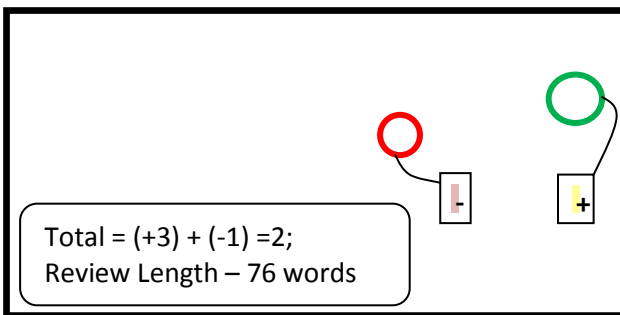 - +
Total = (+3) + (-1) =2;
Review Length – 76 words